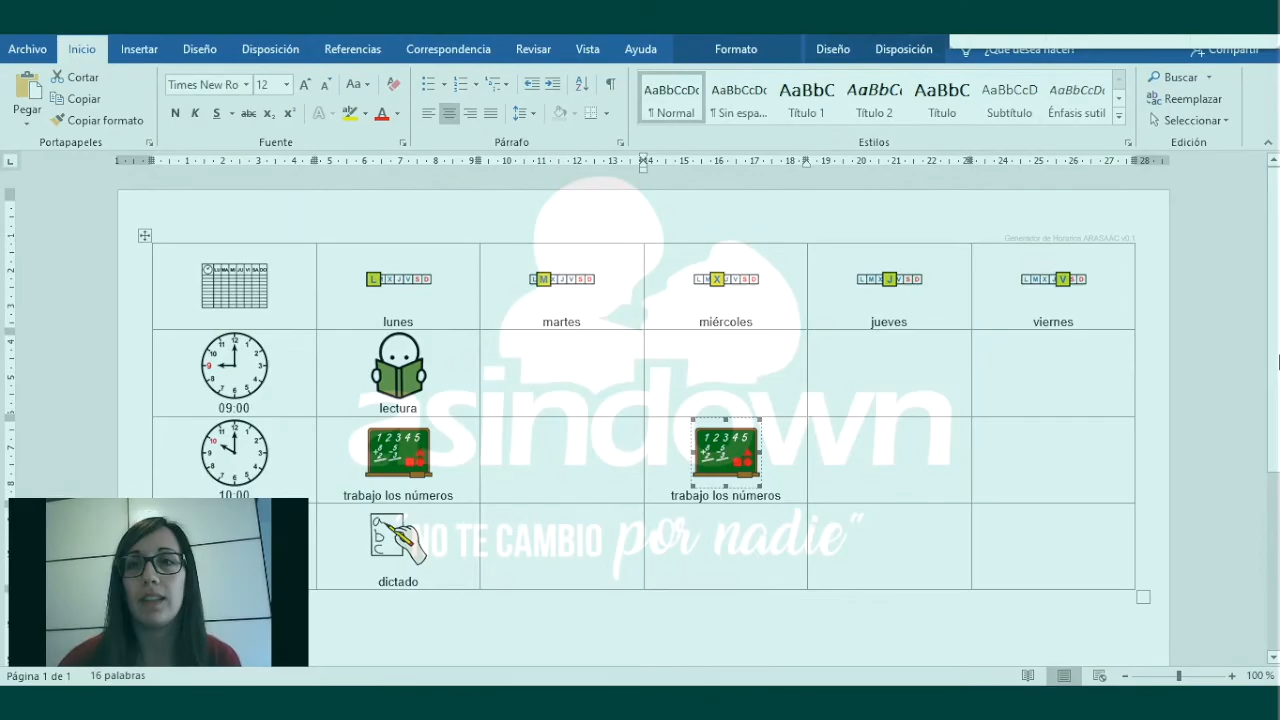 Archivo Inicio Insertar Diseño Disposición Referencias Correspondencia Revisar Vista Ayuda Formato Diseño Disposición ¿Qué desea hacer? Compartir
Pegar
Cortar
Copiar
Copiar formato
Portapapeles
Times New Ro 12
N K S abc x₂ x²
Fuente
Párrafo
AaBbCcDc AaBbCcDc AaBbC AaBbCc AaBbC AaBbCcD AaBbCcDc
¶ Normal ¶ Sin espa... Título 1 Título 2 Título Subtítulo Énfasis sutil
Estilos
Buscar
Reemplazar
Seleccionar
Edición
Generador de Horarios ARASAAC v0.1
lunes martes miércoles jueves viernes
09:00 lectura
10:00 trabajo los números trabajo los números
dictado
asindown
NO TE CAMBIO por nadie"
Página 1 de 1 16 palabras 100 %